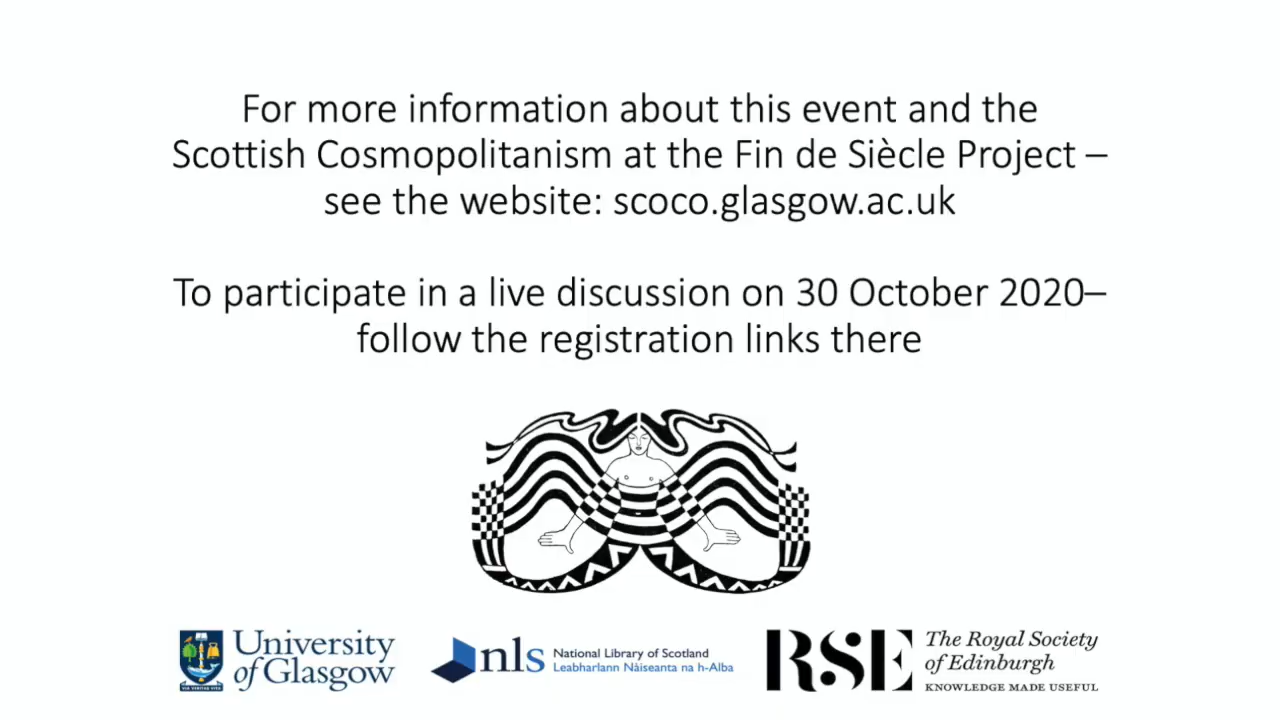 For more information about this event and the
Scottish Cosmopolitanism at the Fin de Siècle Project –
see the website: scoco.glasgow.ac.uk
To participate in a live discussion on 30 October 2020–
follow the registration links there
University
of Glasgow
VIA VERITAS VITA
nls
National Library of Scotland
Leabharlann Nàiseanta na h-Alba
RSE
The Royal Society
of Edinburgh
KNOWLEDGE MADE USEFUL